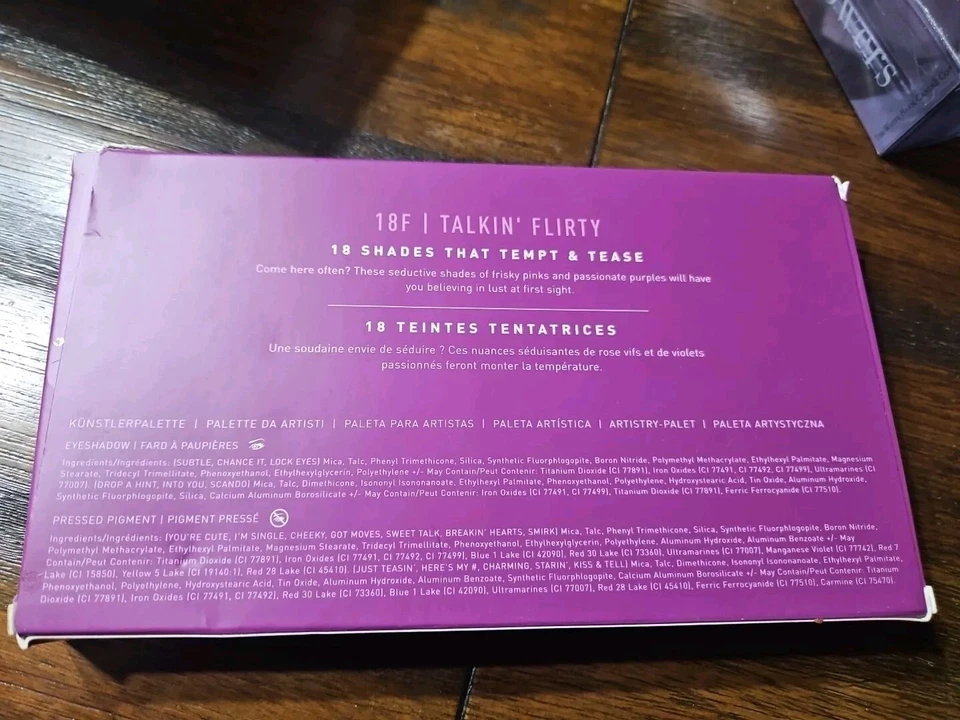 SWEETS
18F | TALKIN' FLIRTY
18 SHADES THAT TEMPT & TEASE
Come here often? These seductive shades of frisky pinks and passionate purples will have
you believing in lust at first sight.
18 TEINTES TENTATRICES
Une soudaine envie de séduire ? Ces nuances séduisantes de rose vifs et de violets
passionnés feront monter la température.
KÜNSTLERPALETTE | PALETTE DA ARTISTI | PALETA PARA ARTISTAS | PALETA ARTÍSTICA | ARTISTRY-PALET | PALETA ARTYSTYCZNA
EYESHADOW | FARD À PAUPIÈRES
Ingredients/Ingrédients: (SUBTLE, CHANCE IT, LOCK EYES) Mica, Talc, Phenyl Trimethicone, Silica, Synthetic Fluorphlogopite, Boron Nitride, Polymethyl Methacrylate, Ethylhexyl Palmitate, Magnesium
Stearate, Tridecyl Trimellitate, Phenoxyethanol, Ethylhexylglycerin, Polyethylene +/- May Contain/Peut Contenir: Titanium Dioxide (CI 77891), Iron Oxides (CI 77491, CI 77492, CI 77499), Ultramarines (CI
77007). (DROP A HINT, INTO YOU, SCANDO) Mica, Talc, Dimethicone, Isononyl Isononanoate, Ethylhexyl Palmitate, Phenoxyethanol, Polyethylene, Hydroxystearic Acid, Tin Oxide, Aluminum Hydroxide,
Synthetic Fluorphlogopite, Silica, Calcium Aluminum Borosilicate +/- May Contain/Peut Contenir: Iron Oxides (CI 77491, CI 77499), Titanium Dioxide (CI 77891), Ferric Ferrocyanide (CI 77510).
PRESSED PIGMENT | PIGMENT PRESSÉ
Ingredients/Ingrédients: (YOU'RE CUTE, I'M SINGLE, CHEEKY, GOT MOVES, SWEET TALK, BREAKIN' HEARTS, SMIRK) Mica, Talc, Phenyl Trimethicone, Silica, Synthetic Fluorphlogopite, Boron Nitride,
Polymethyl Methacrylate, Ethylhexyl Palmitate, Magnesium Stearate, Tridecyl Trimellitate, Phenoxyethanol, Ethylhexylglycerin, Polyethylene, Aluminum Hydroxide, Aluminum Benzoate +/- May
Contain/Peut Contenir: Titanium Dioxide (CI 77891), Iron Oxides (CI 77491, CI 77492, CI 77499), Blue 1 Lake (CI 42090), Red 30 Lake (CI 73360), Ultramarines (CI 77007), Manganese Violet (CI 77742), Red 7
Lake (CI 15850), Yellow 5 Lake (CI 19140:1), Red 28 Lake (CI 45410). (JUST TEASIN', HERE'S MY #, CHARMING, STARIN', KISS & TELL) Mica, Talc, Dimethicone, Isononyl Isononanoate, Ethylhexyl Palmitate,
Phenoxyethanol, Polyethylene, Hydroxystearic Acid, Tin Oxide, Aluminum Hydroxide, Aluminum Benzoate, Synthetic Fluorphlogopite, Silica, Calcium Aluminum Borosilicate +/- May Contain/Peut Contenir: Titanium
Dioxide (CI 77891), Iron Oxides (CI 77491, CI 77492), Red 30 Lake (CI 73360), Blue 1 Lake (CI 42090), Ultramarines (CI 77007), Red 28 Lake (CI 45410), Ferric Ferrocyanide (CI 77510), Carmine (CI 75470).